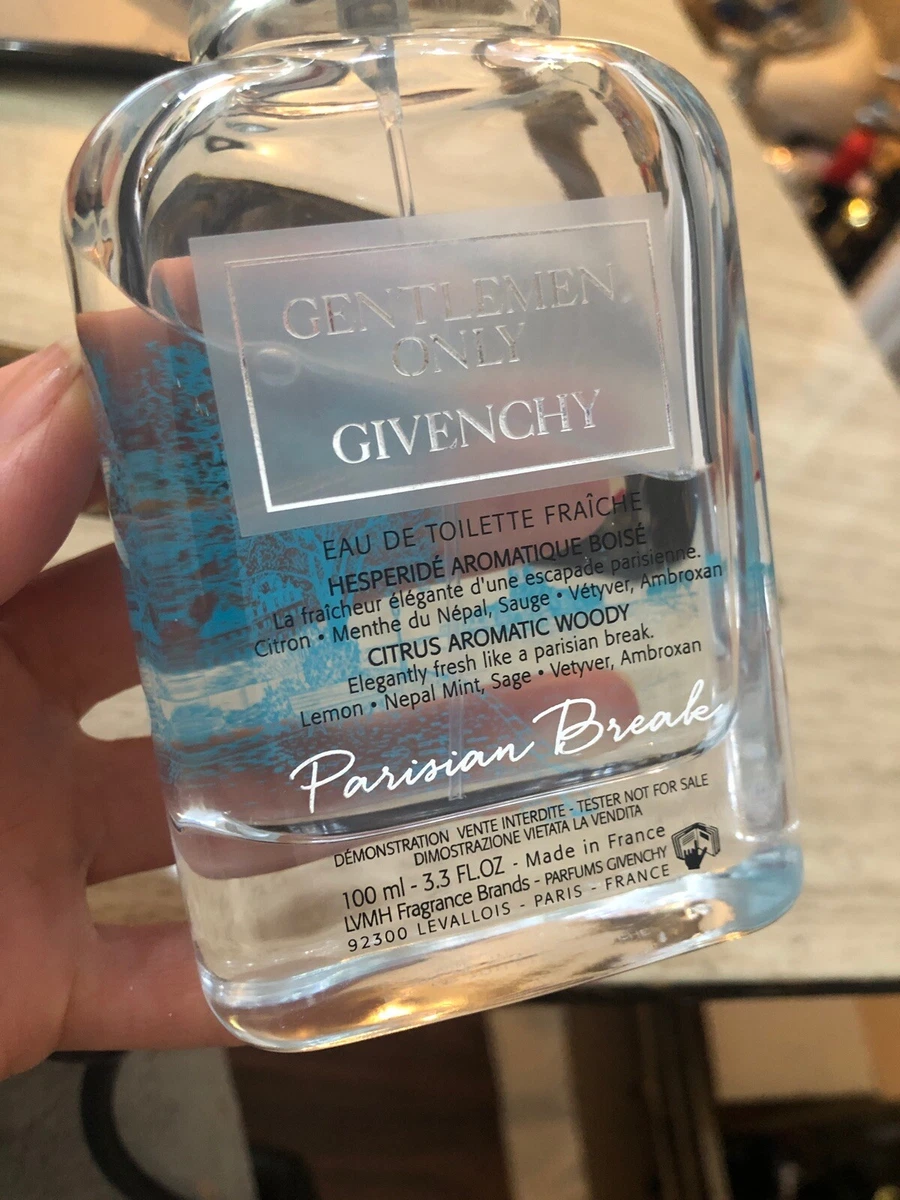 GENTLEMEN
ONLY
GIVENCHY
EAU DE TOILETTE FRAÎCHE
HESPERIDÉ AROMATIQUE BOISÉ
La fraîcheur élégante d'une escapade parisienne.
Citron • Menthe du Népal, Sauge • Vétyver, Ambroxan
CITRUS AROMATIC WOODY
Elegantly fresh like a parisian break.
Lemon • Nepal Mint, Sage • Vetyver, Ambroxan
Parisian Break
DÉMONSTRATION VENTE INTERDITE - TESTER NOT FOR SALE
DIMOSTRAZIONE VIETATA LA VENDITA
100 ml - 3.3 FL.OZ - Made in France
LVMH Fragrance Brands - PARFUMS GIVENCHY
92300 LEVALLOIS - PARIS - FRANCE